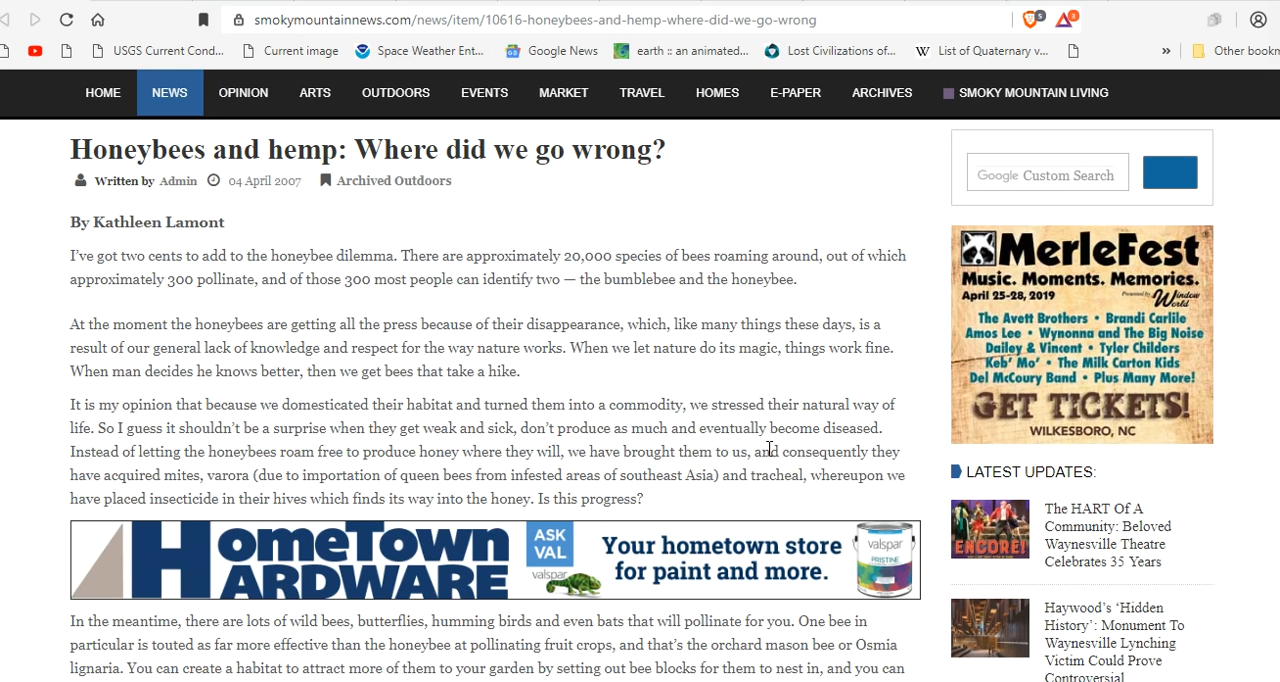 smokymountainnews.com/news/item/10616-honeybees-and-hemp-where-did-we-go-wrong
5
USGS Current Cond...
Current image
Space Weather Ent...
Google News
earth :: an animated...
Lost Civilizations of...
W
List of Quaternary v...
»
Other bookm
HOME
NEWS
OPINION
ARTS
OUTDOORS
EVENTS
MARKET
TRAVEL
HOMES
E-PAPER
ARCHIVES
SMOKY MOUNTAIN LIVING
Honeybees and hemp: Where did we go wrong?
Written by Admin 04 April 2007 Archived Outdoors
By Kathleen Lamont
I've got two cents to add to the honeybee dilemma. There are approximately 20,000 species of bees roaming around, out of which
approximately 300 pollinate, and of those 300 most people can identify two — the bumblebee and the honeybee.
At the moment the honeybees are getting all the press because of their disappearance, which, like many things these days, is a
result of our general lack of knowledge and respect for the way nature works. When we let nature do its magic, things work fine.
When man decides he knows better, then we get bees that take a hike.
It is my opinion that because we domesticated their habitat and turned them into a commodity, we stressed their natural way of
life. So I guess it shouldn't be a surprise when they get weak and sick, don't produce as much and eventually become diseased.
Instead of letting the honeybees roam free to produce honey where they will, we have brought them to us, and consequently they
have acquired mites, varora (due to importation of queen bees from infested areas of southeast Asia) and tracheal, whereupon we
have placed insecticide in their hives which finds its way into the honey. Is this progress?
HomeTown
HARDWARE
ASK
VAL
valspar
Your hometown store
for paint and more.
valspar
PRISTINE
In the meantime, there are lots of wild bees, butterflies, humming birds and even bats that will pollinate for you. One bee in
particular is touted as far more effective than the honeybee at pollinating fruit crops, and that's the orchard mason bee or Osmia
lignaria. You can create a habitat to attract more of them to your garden by setting out bee blocks for them to nest in, and you can
Google Custom Search
MerleFest
Music. Moments. Memories.
April 25-28, 2019
Presented by Window World
The Avett Brothers • Brandi Carlile
Amos Lee • Wynonna and The Big Noise
Dailey & Vincent • Tyler Childers
Keb' Mo' • The Milk Carton Kids
Del McCoury Band • Plus Many More!
GET TICKETS!
WILKESBORO, NC
LATEST UPDATES:
ENCORE!
The HART Of A
Community: Beloved
Waynesville Theatre
Celebrates 35 Years
Haywood's 'Hidden
History': Monument To
Waynesville Lynching
Victim Could Prove
Controversial